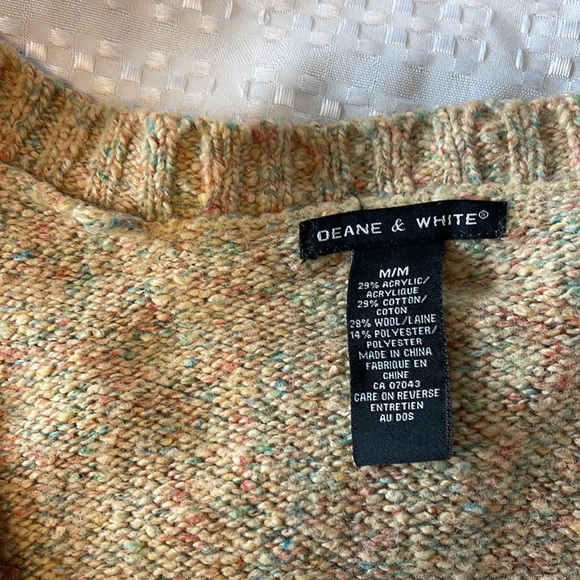 DEANE & WHITE®
M/M
29% ACRYLIC/
ACRYLIQUE
29% COTTON/
COTON
28% WOOL/LAINE
14% POLYESTER/
POLYESTER
MADE IN CHINA
FABRIQUE EN
CHINE
CA 07043
CARE ON REVERSE
ENTRETIEN
AU DOS